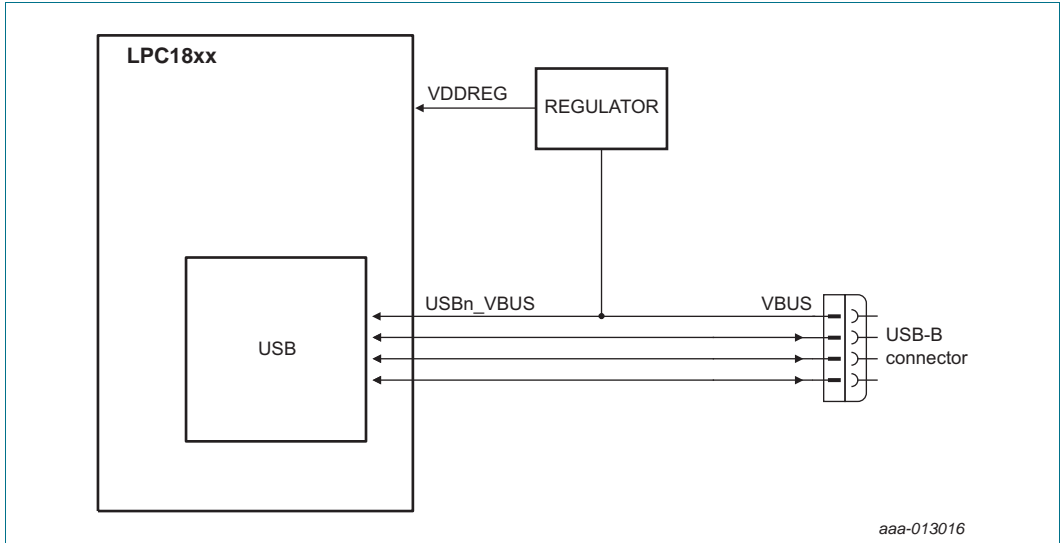 LPC18xx
VDDREG
REGULATOR
USBn_VBUS
VBUS
USB
USB-B
connector
aaa-013016